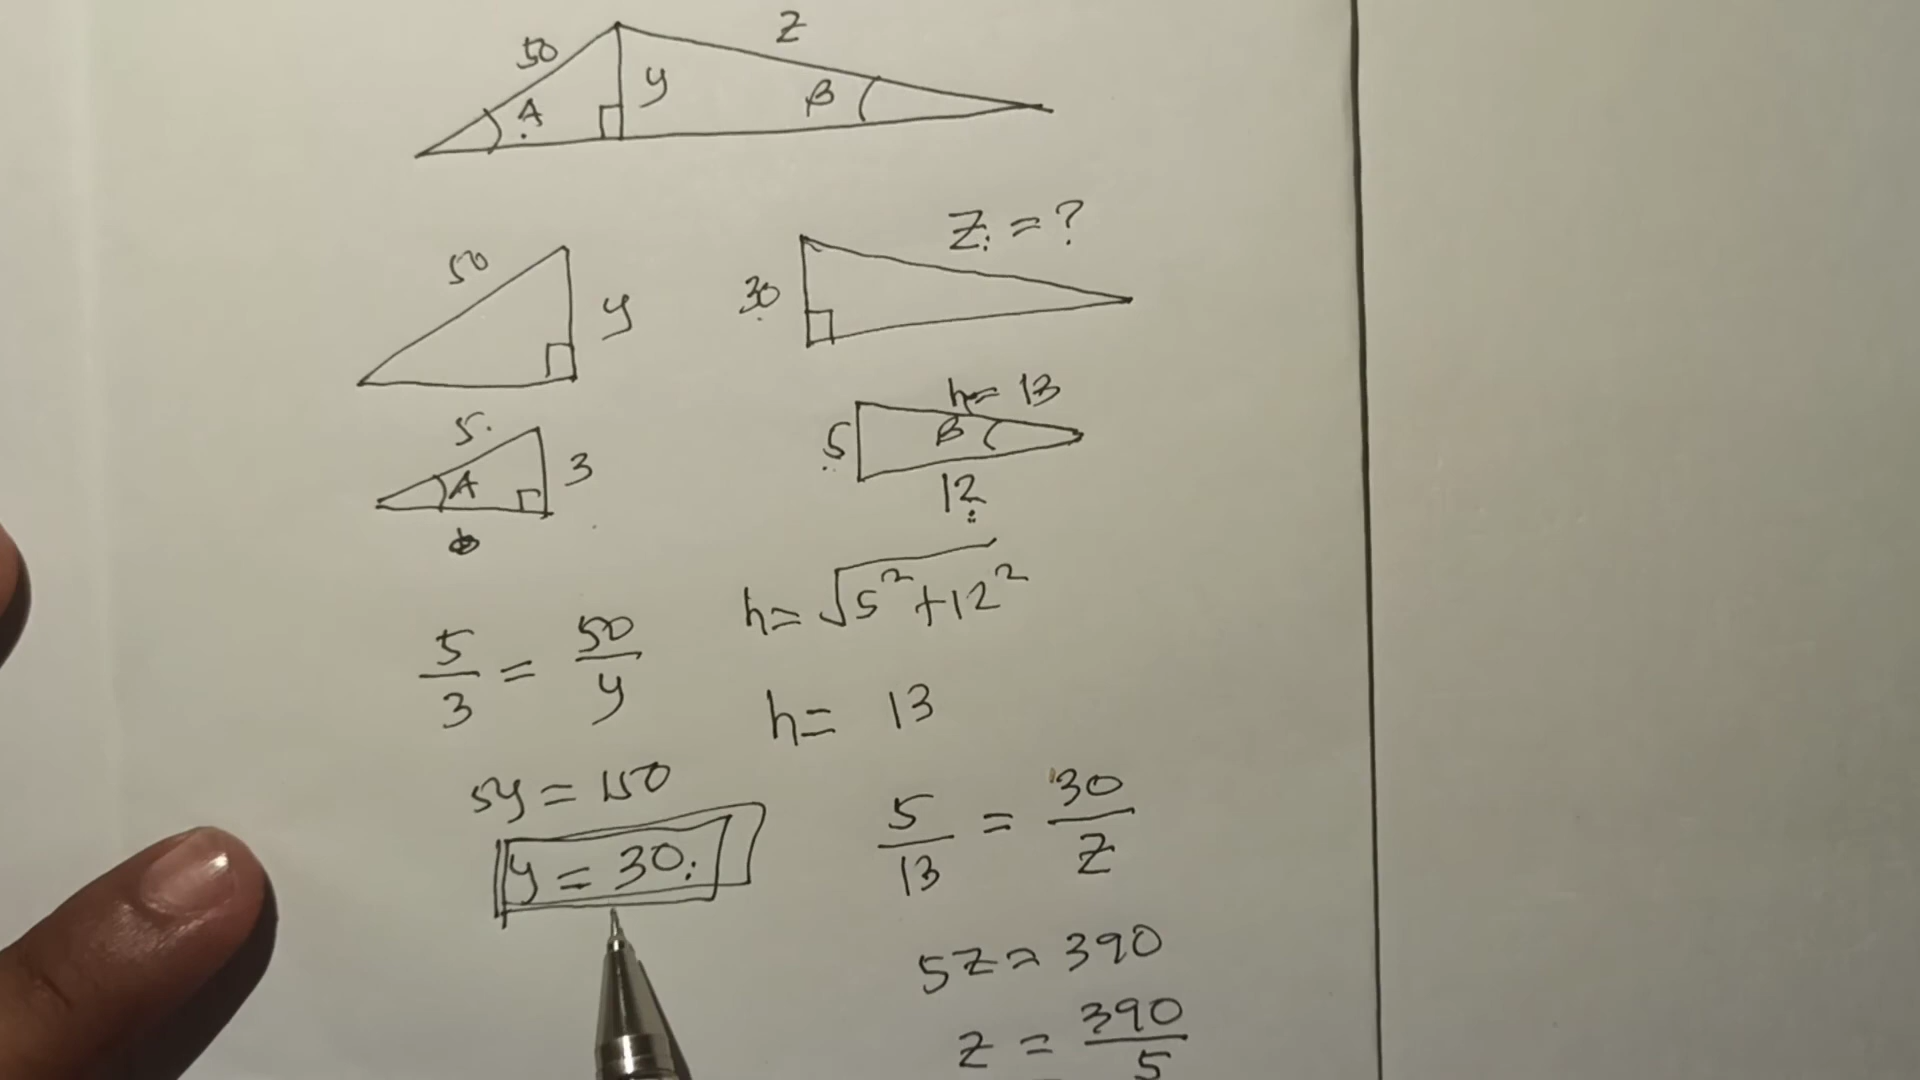 50
Z
A
y
β
50
y
30
Z. = ?
5.
A
3
5
h = 13
β
12
h = √5² + 12²
5/3 = 50/y
h = 13
5y = 150
y = 30.
5/13 = 30/Z
5Z = 390
Z = 390/5